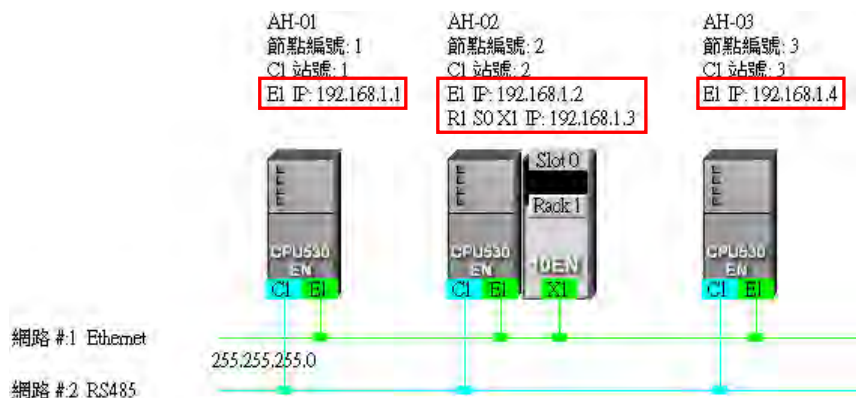 AH-01
節點編號: 1
C1 站號: 1
E1 IP: 192.168.1.1
AH-02
節點編號: 2
C1 站號: 2
E1 IP: 192.168.1.2
R1 S0 X1 IP: 192.168.1.3
AH-03
節點編號: 3
C1 站號: 3
E1 IP: 192.168.1.4
CPU530
EN
C1 E1
CPU530
EN
C1 E1
Slot 0
Rack 1
10EN
X1
CPU530
EN
C1 E1
網路 #:1 Ethernet
255.255.255.0
網路 #:2 RS485